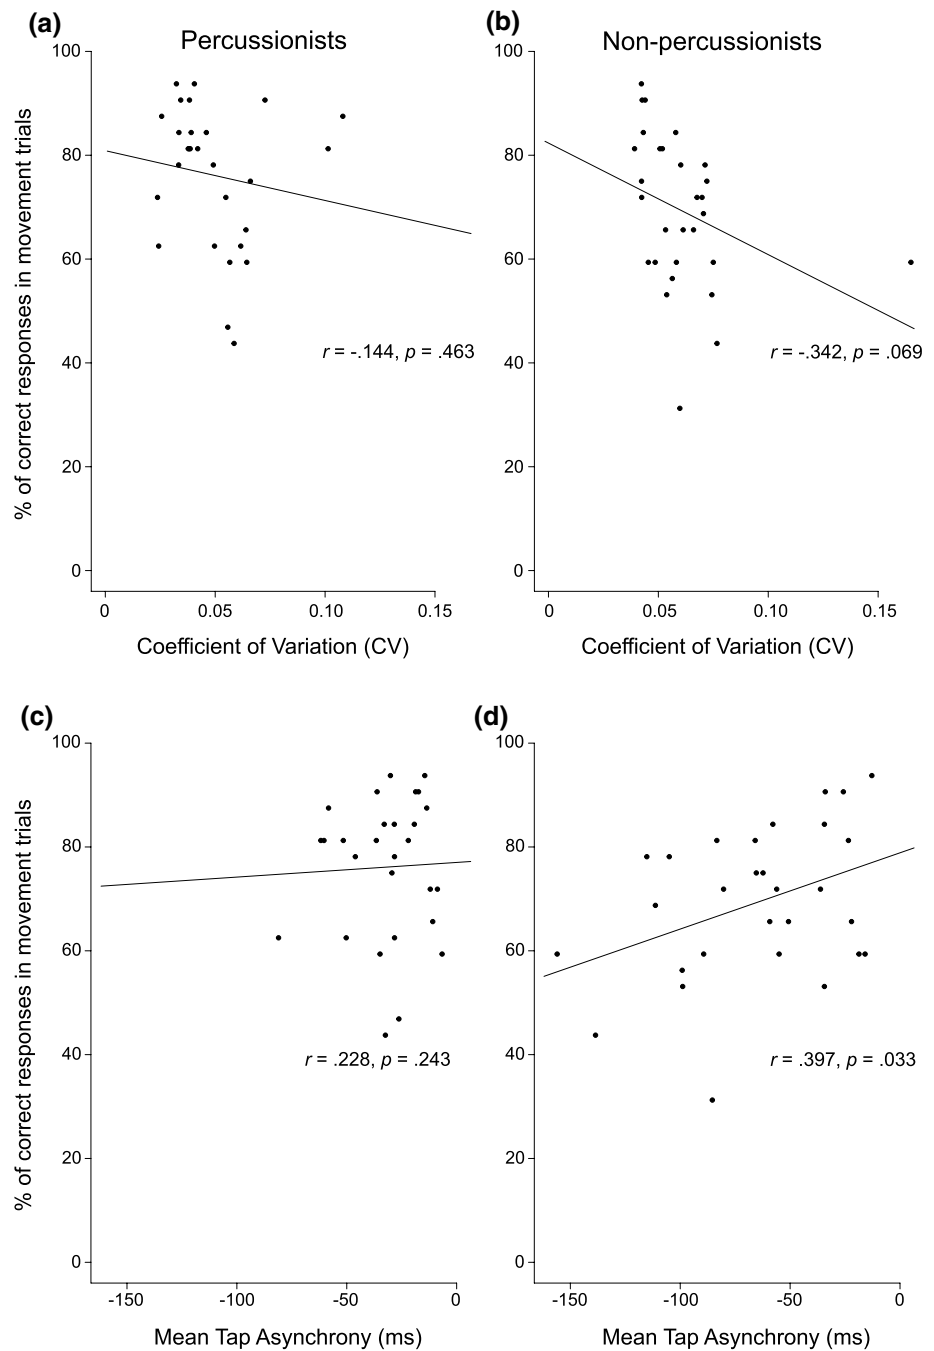 (a)
Percussionists
(b)
Non-percussionists
% of correct responses in movement trials
100
80
60
40
20
0
r = -.144, p = .463
0
0.05
0.10
0.15
Coefficient of Variation (CV)
100
80
60
40
20
0
r = -.342, p = .069
0
0.05
0.10
0.15
Coefficient of Variation (CV)
(c)
% of correct responses in movement trials
100
80
60
40
20
0
r = .228, p = .243
-150
-100
-50
0
Mean Tap Asynchrony (ms)
(d)
100
80
60
40
20
0
r = .397, p = .033
-150
-100
-50
0
Mean Tap Asynchrony (ms)